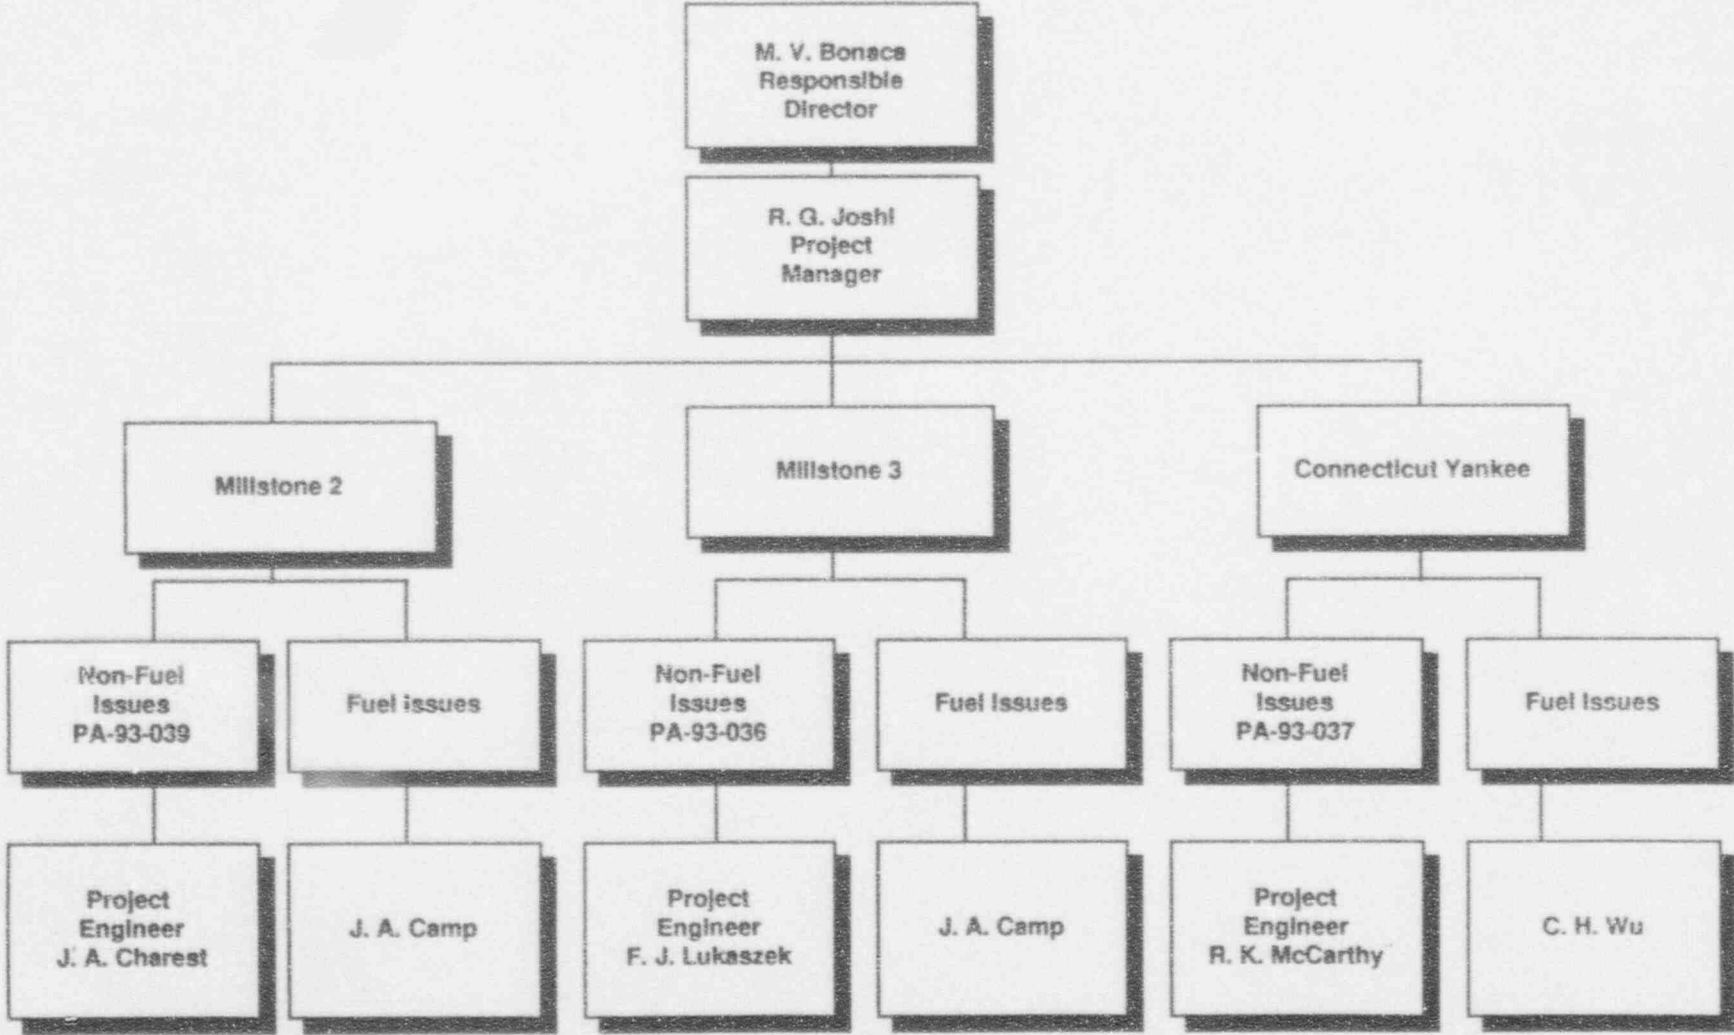 M. V. Bonaca
Responsible
Director
R. G. Joshi
Project
Manager
Millstone 2
Millstone 3
Connecticut Yankee
Non-Fuel
Issues
PA-93-039
Fuel Issues
Non-Fuel
Issues
PA-93-036
Fuel Issues
Non-Fuel
Issues
PA-93-037
Fuel Issues
Project
Engineer
J. A. Charest
J. A. Camp
Project
Engineer
F. J. Lukaszek
J. A. Camp
Project
Engineer
R. K. McCarthy
C. H. Wu